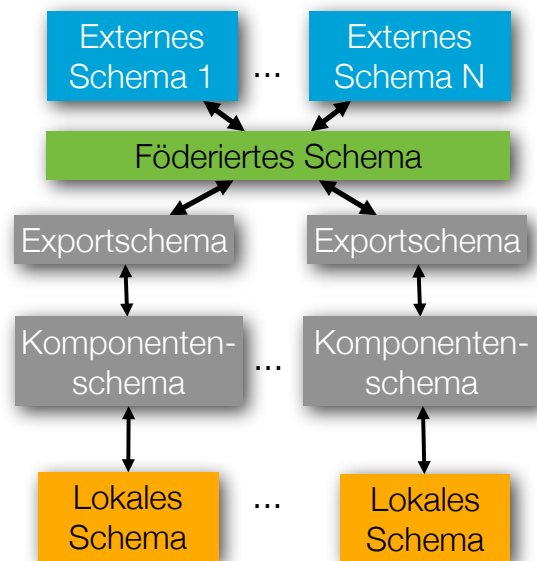 Externes
Schema 1
...
Externes
Schema N
Föderiertes Schema
Exportschema
Exportschema
Komponenten-
schema
...
Komponenten-
schema
Lokales
Schema
...
Lokales
Schema